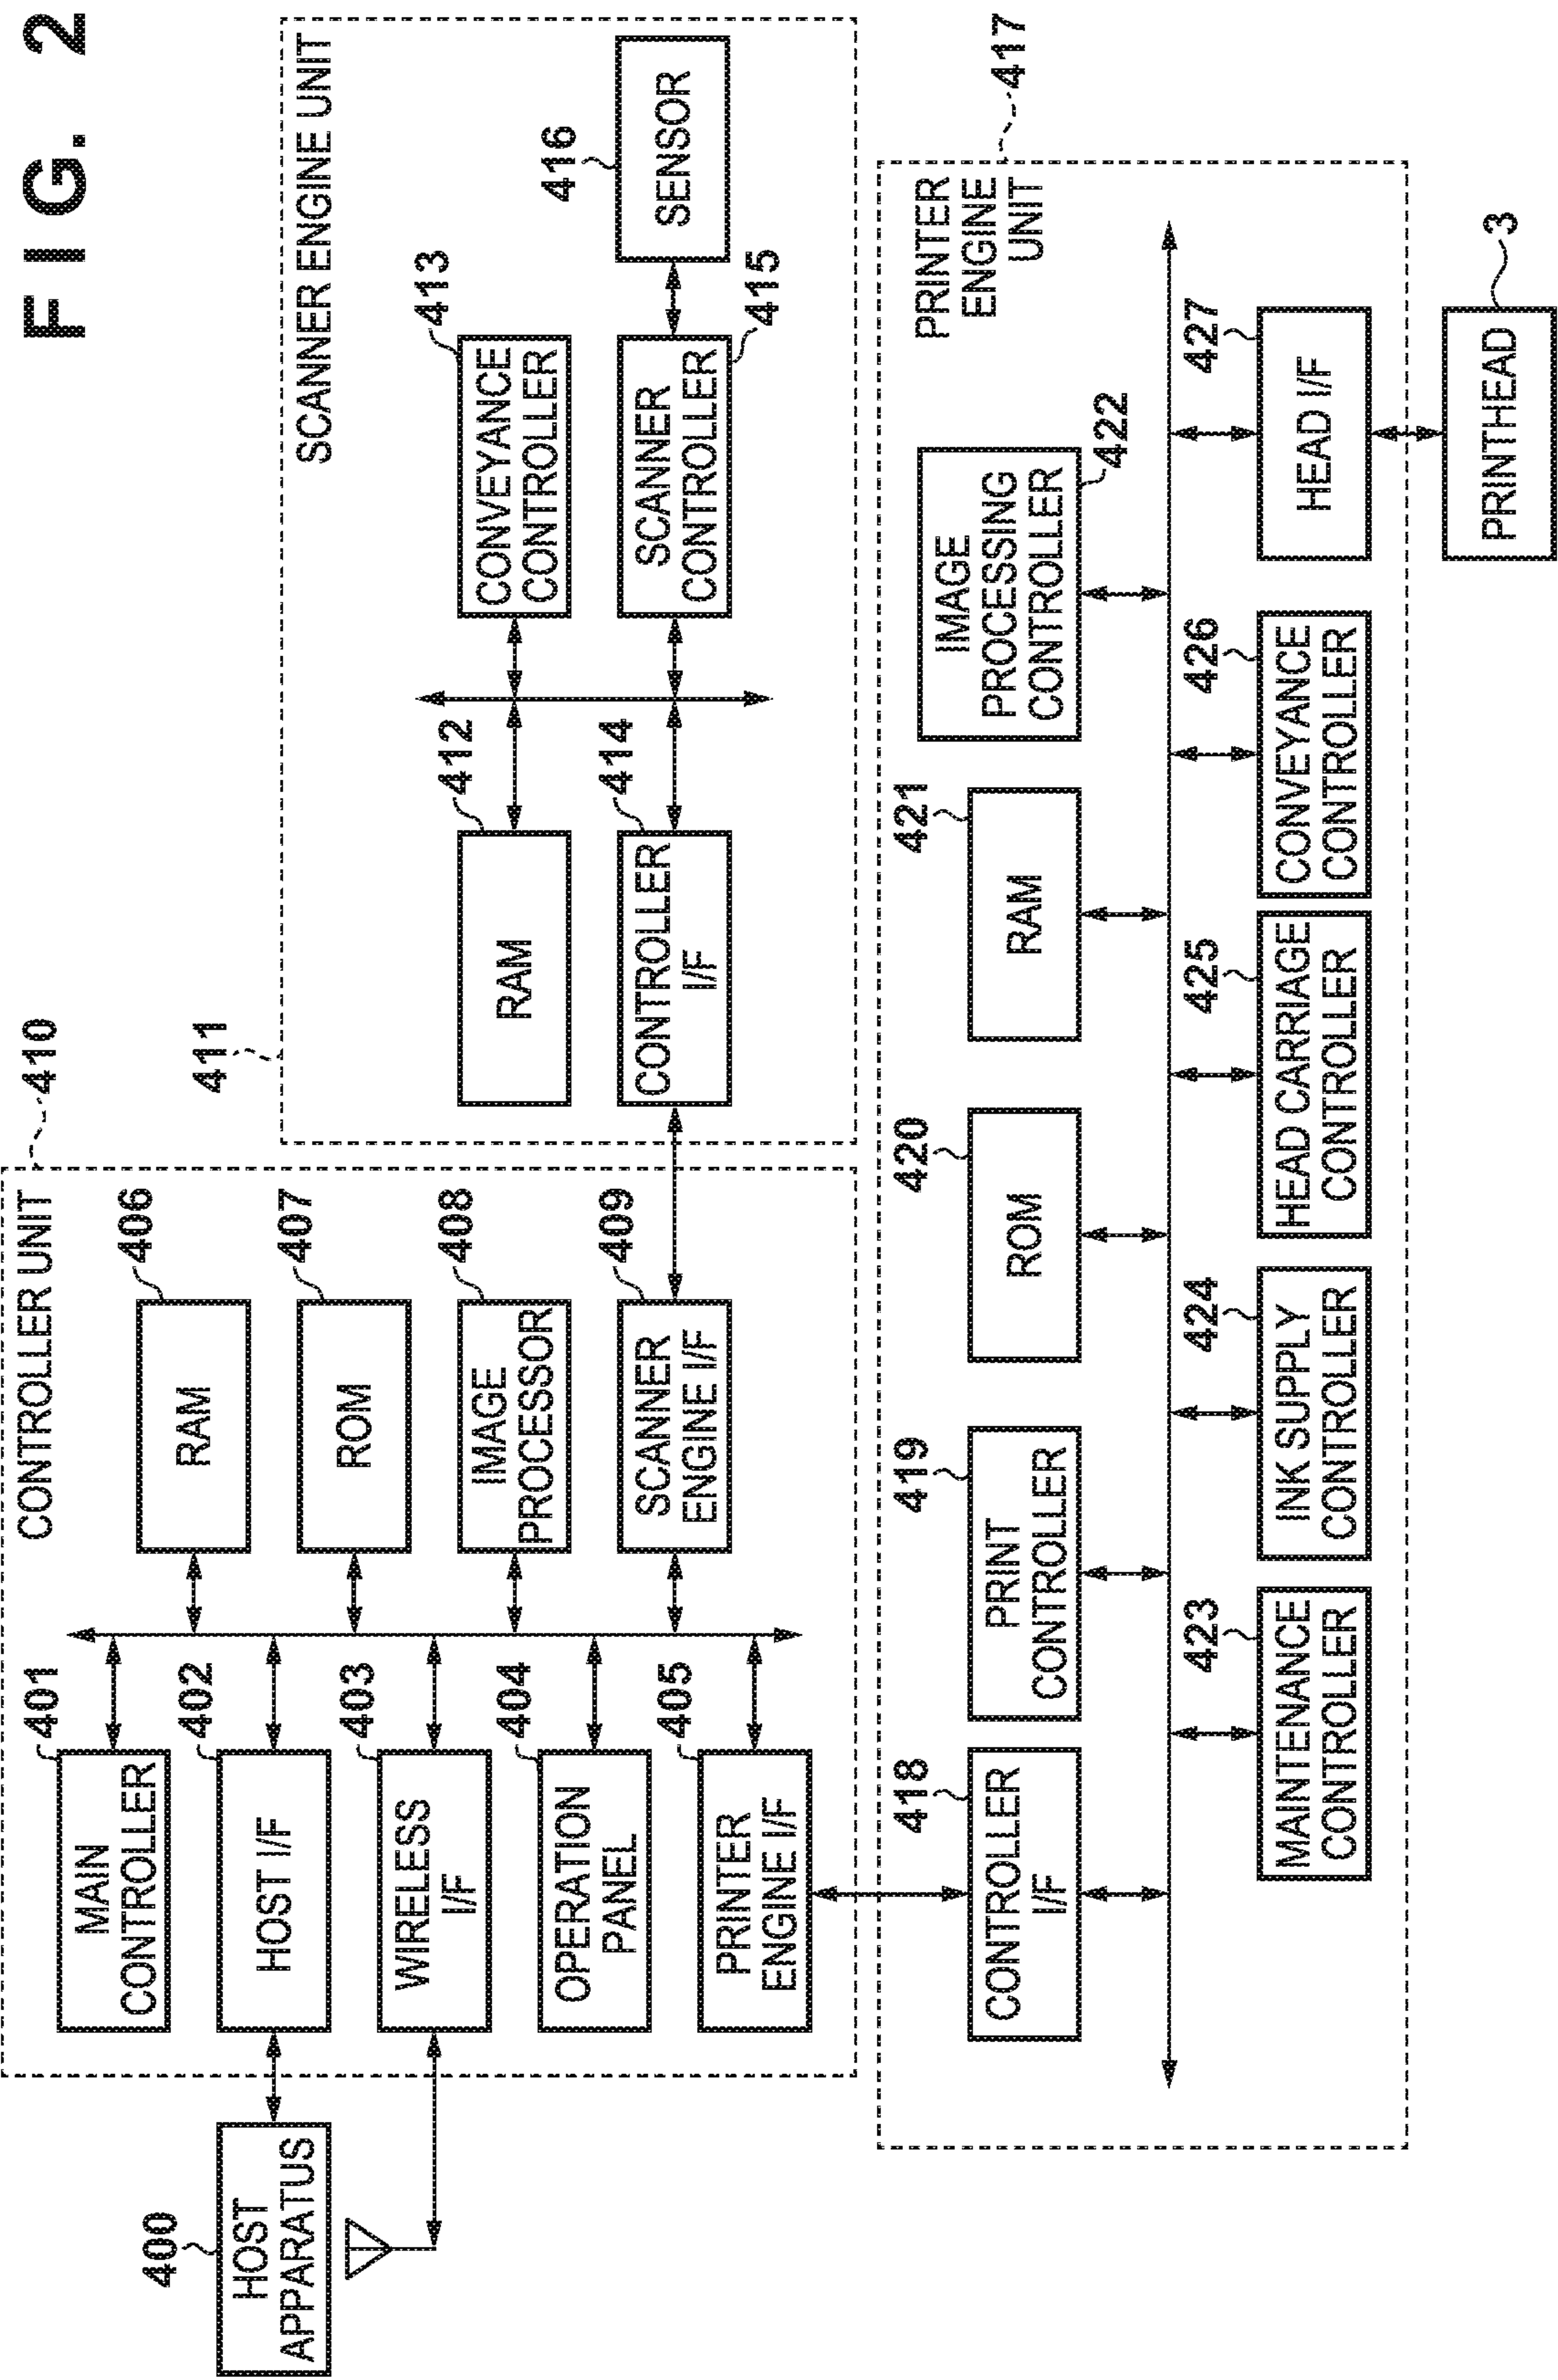 FIG. 2
CONTROLLER UNIT
410
401
MAIN
CONTROLLER
406
RAM
400
HOST
APPARATUS
402
HOST I/F
407
ROM
403
WIRELESS
I/F
408
IMAGE
PROCESSOR
404
OPERATION
PANEL
409
SCANNER
ENGINE I/F
405
PRINTER
ENGINE I/F
411
SCANNER ENGINE UNIT
412
RAM
413
CONVEYANCE
CONTROLLER
414
CONTROLLER
I/F
415
SCANNER
CONTROLLER
416
SENSOR
PRINTER
ENGINE
UNIT
417
418
CONTROLLER
I/F
419
PRINT
CONTROLLER
420
ROM
421
RAM
422
IMAGE
PROCESSING
CONTROLLER
423
MAINTENANCE
CONTROLLER
424
INK SUPPLY
CONTROLLER
425
HEAD CARRIAGE
CONTROLLER
426
CONVEYANCE
CONTROLLER
427
HEAD I/F
3
PRINTHEAD